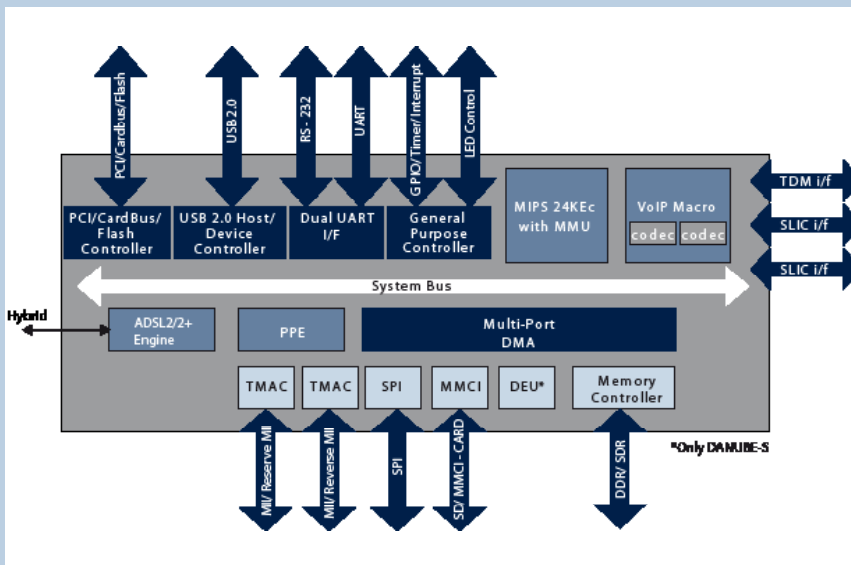 PCI/Cardbus/Flash
USB 2.0
RS - 232
UART
GPIO/ Timer/ Interrupt
LED Control
PCI/CardBus/
Flash Controller
USB 2.0 Host/
Device
Controller
Dual UART
I/F
General
Purpose
Controller
MIPS 24KEc
with MMU
VoIP Macro
codec codec
TDM i/f
SLIC i/f
SLIC i/f
System Bus
Hybrid
ADSL2/2+
Engine
PPE
Multi-Port
DMA
TMAC
TMAC
SPI
MMCI
DEU*
Memory
Controller
*Only DANUBE-S
MII/ Reserve MII
MII/ Reverse MII
SPI
SD/ MMCI - CARD
DDR/ SDR